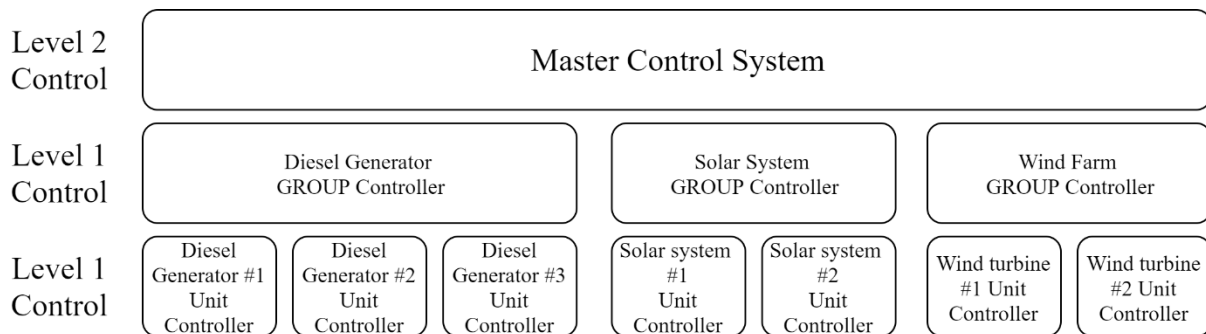 Level 2
Control
Master Control System
Level 1
Control
Diesel Generator
GROUP Controller
Solar System
GROUP Controller
Wind Farm
GROUP Controller
Level 1
Control
Diesel
Generator #1
Unit
Controller
Diesel
Generator #2
Unit
Controller
Diesel
Generator #3
Unit
Controller
Solar system
#1
Unit
Controller
Solar system
#2
Unit
Controller
Wind turbine
#1 Unit
Controller
Wind turbine
#2 Unit
Controller